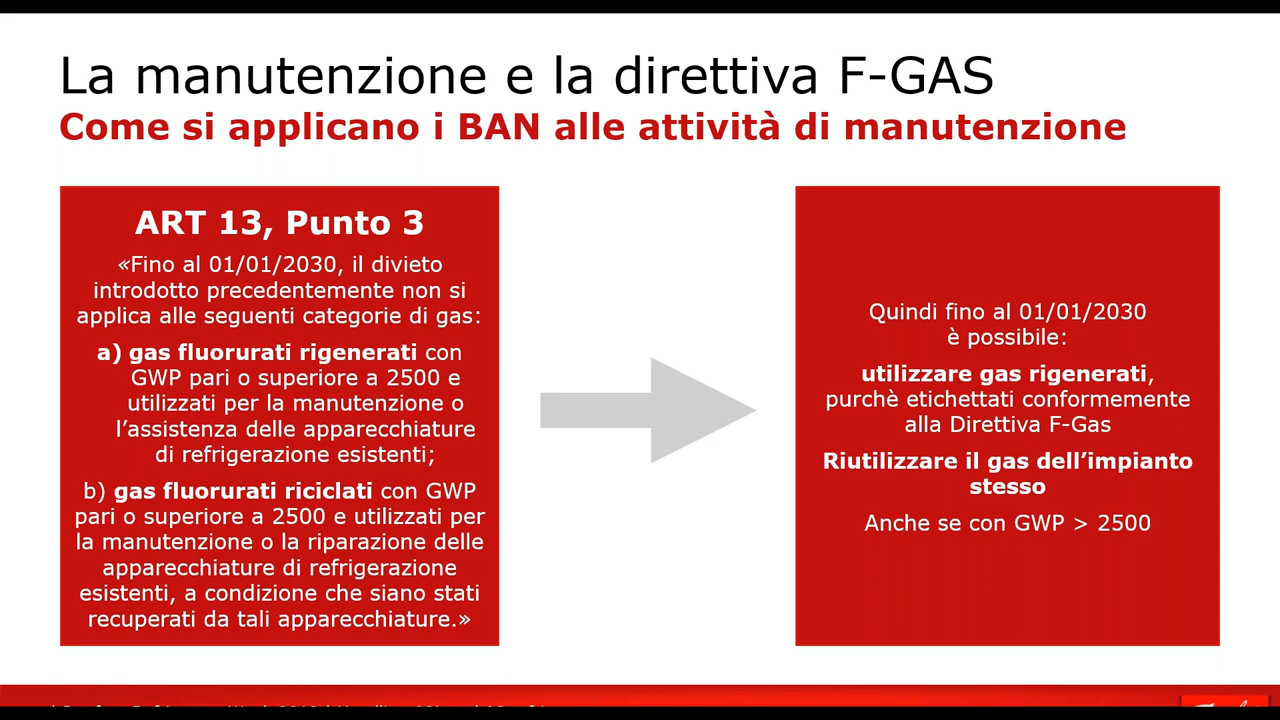 La manutenzione e la direttiva F-GAS
Come si applicano i BAN alle attività di manutenzione
ART 13, Punto 3
«Fino al 01/01/2030, il divieto
introdotto precedentemente non si
applica alle seguenti categorie di gas:
a) gas fluorurati rigenerati con
GWP pari o superiore a 2500 e
utilizzati per la manutenzione o
l’assistenza delle apparecchiature
di refrigerazione esistenti;
b) gas fluorurati riciclati con GWP
pari o superiore a 2500 e utilizzati per
la manutenzione o la riparazione delle
apparecchiature di refrigerazione
esistenti, a condizione che siano stati
recuperati da tali apparecchiature.»
Quindi fino al 01/01/2030
è possibile:
utilizzare gas rigenerati,
purchè etichettati conformemente
alla Direttiva F-Gas
Riutilizzare il gas dell’impianto
stesso
Anche se con GWP > 2500